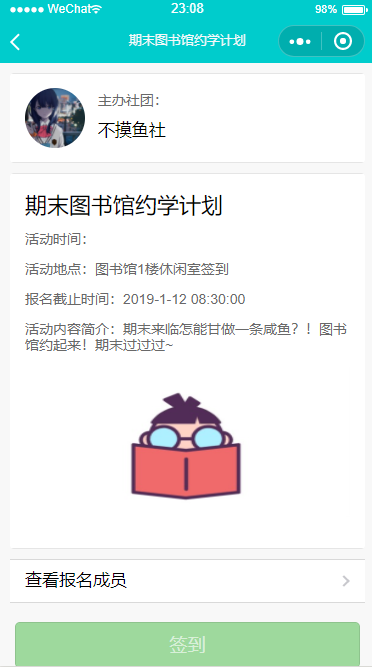 ●●●●● WeChat 23:08 98%
期末图书馆约学计划
主办社团：
不摸鱼社
期末图书馆约学计划
活动时间：
活动地点：图书馆1楼休闲室签到
报名截止时间：2019-1-12 08:30:00
活动内容简介：期末来临怎能甘做一条咸鱼？！图书
馆约起来！期末过过过~
查看报名成员
签到